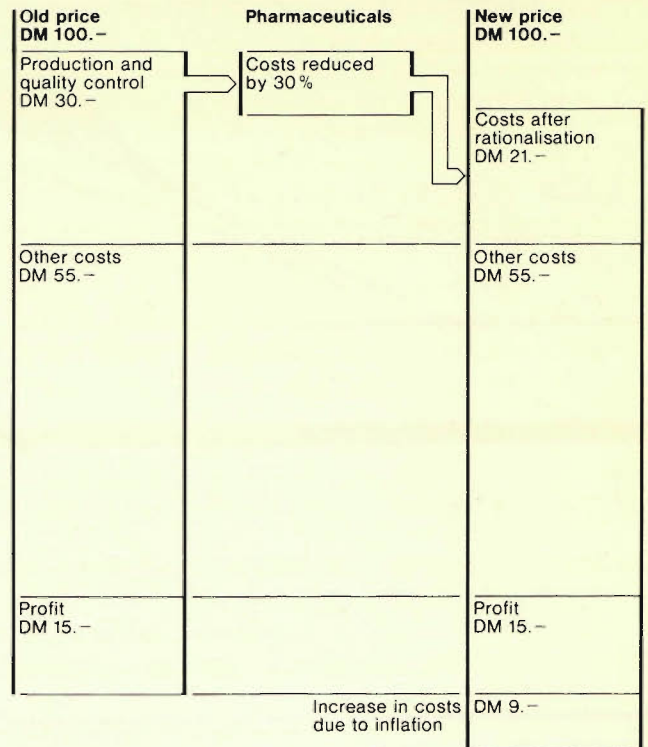 Old price
DM 100.–
Pharmaceuticals
New price
DM 100.–
Production and
quality control
DM 30.–
Costs reduced
by 30%
Costs after
rationalisation
DM 21.–
Other costs
DM 55.–
Other costs
DM 55.–
Profit
DM 15.–
Profit
DM 15.–
Increase in costs
due to inflation
DM 9.–